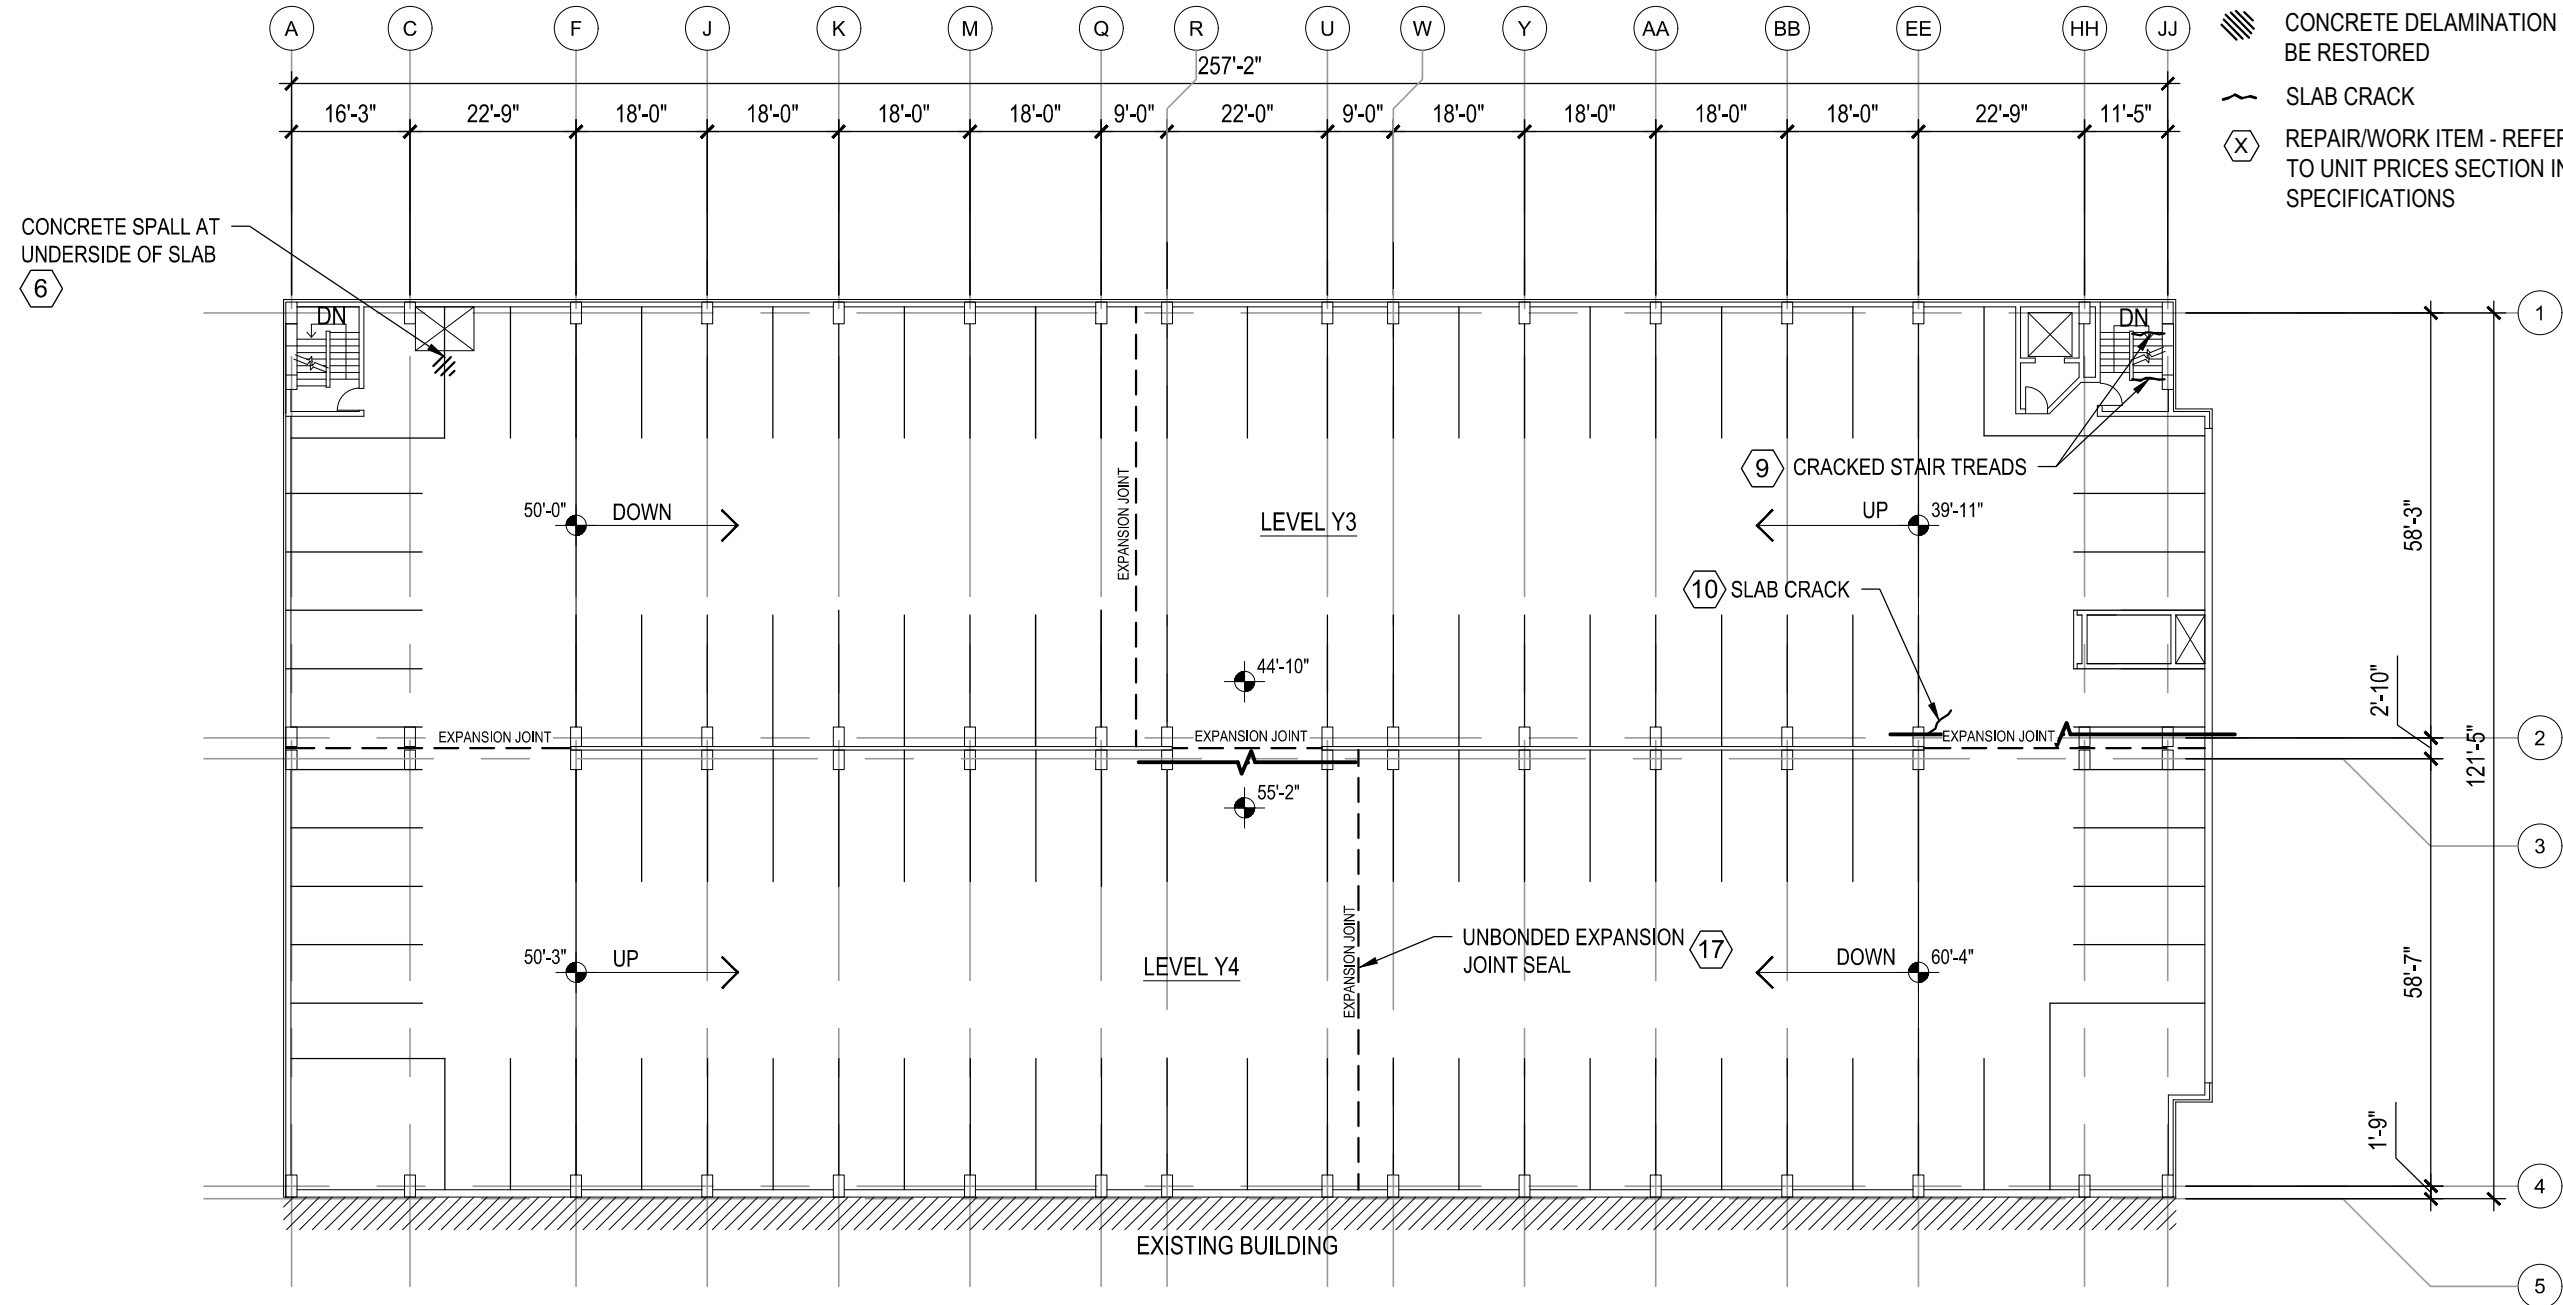 A C F J K M Q R U W Y AA BB EE HH JJ
257'-2"
16'-3" 22'-9" 18'-0" 18'-0" 18'-0" 18'-0" 9'-0" 22'-0" 9'-0" 18'-0" 18'-0" 18'-0" 18'-0" 22'-9" 11'-5"
CONCRETE DELAMINATION
BE RESTORED
SLAB CRACK
X
REPAIR/WORK ITEM - REFER
TO UNIT PRICES SECTION IN
SPECIFICATIONS
CONCRETE SPALL AT
UNDERSIDE OF SLAB
6
DN
DN
1
9 CRACKED STAIR TREADS
EXPANSION JOINT
50'-0" DOWN
LEVEL Y3
UP 39'-11"
58'-3"
10 SLAB CRACK
44'-10"
2'-10"
EXPANSION JOINT
EXPANSION JOINT
EXPANSION JOINT
2
121'-5"
55'-2"
3
EXPANSION JOINT
UNBONDED EXPANSION
JOINT SEAL
17
50'-3" UP
LEVEL Y4
DOWN 60'-4"
58'-7"
1'-9"
4
EXISTING BUILDING
5